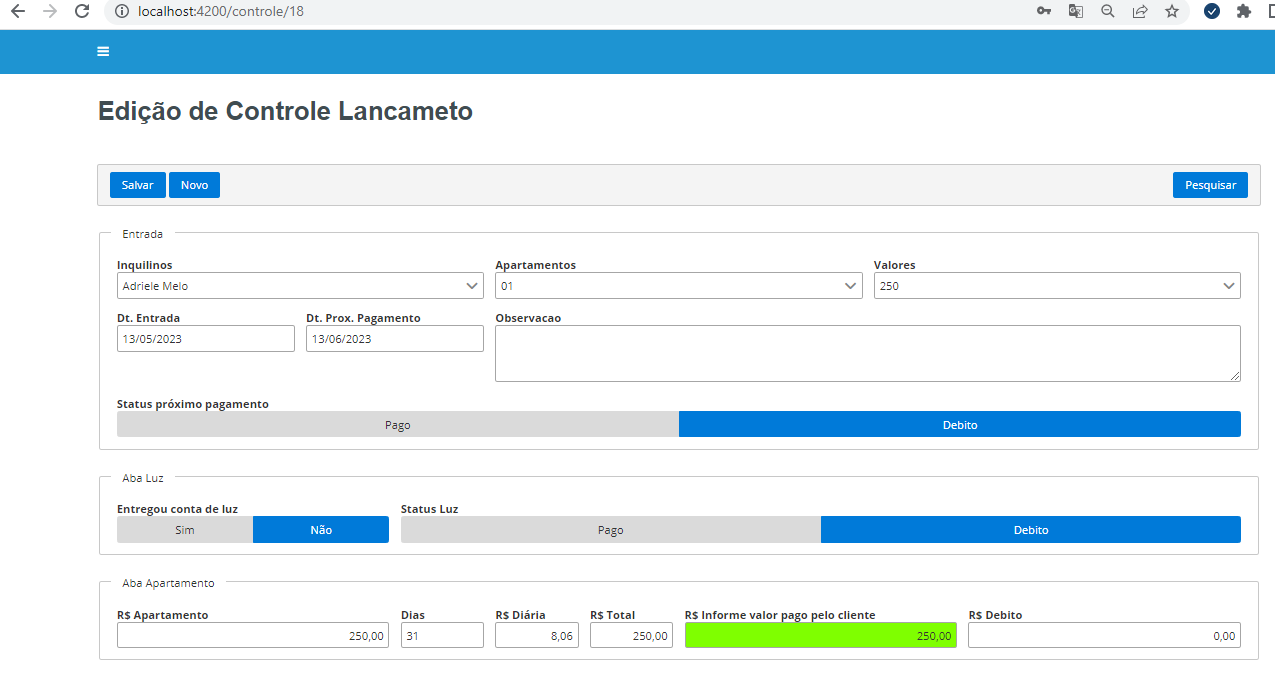 localhost:4200/controle/18
Edição de Controle Lancameto
Salvar Novo Pesquisar
Entrada
Inquilinos Apartamentos Valores
Adriele Melo 01 250
Dt. Entrada Dt. Prox. Pagamento Observacao
13/05/2023 13/06/2023
Status próximo pagamento
Pago Debito
Aba Luz
Entregou conta de luz Status Luz
Sim Não Pago Debito
Aba Apartamento
R$ Apartamento Dias R$ Diária R$ Total R$ Informe valor pago pelo cliente R$ Debito
250,00 31 8,06 250,00 250,00 0,00